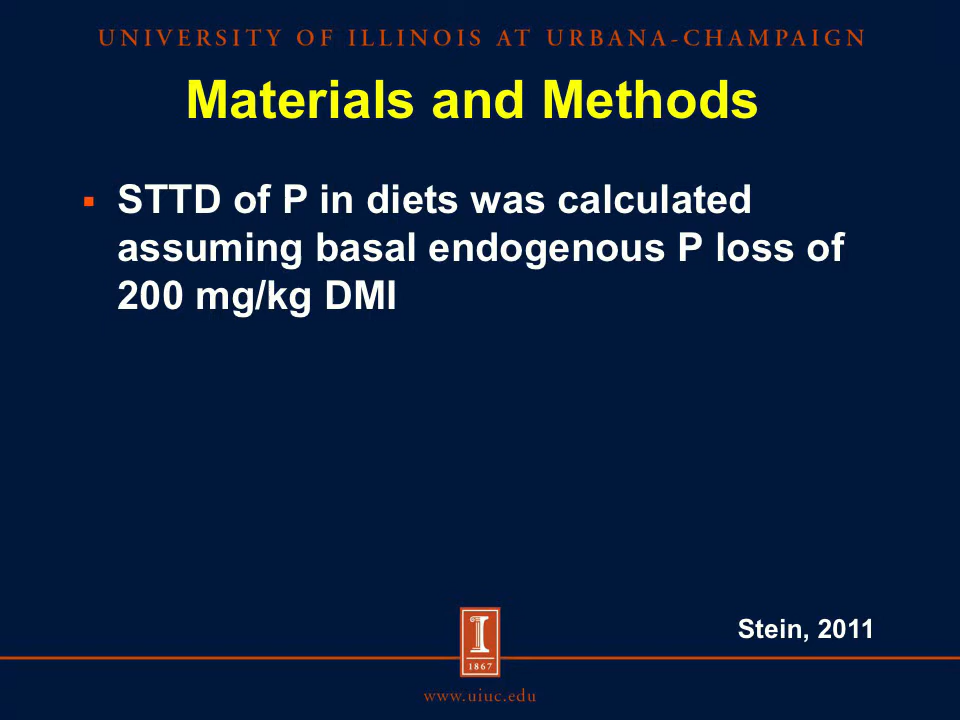 UNIVERSITY OF ILLINOIS AT URBANA-CHAMPAIGN
Materials and Methods
▪ STTD of P in diets was calculated
assuming basal endogenous P loss of
200 mg/kg DMI
Stein, 2011
I
1867
www.uiuc.edu